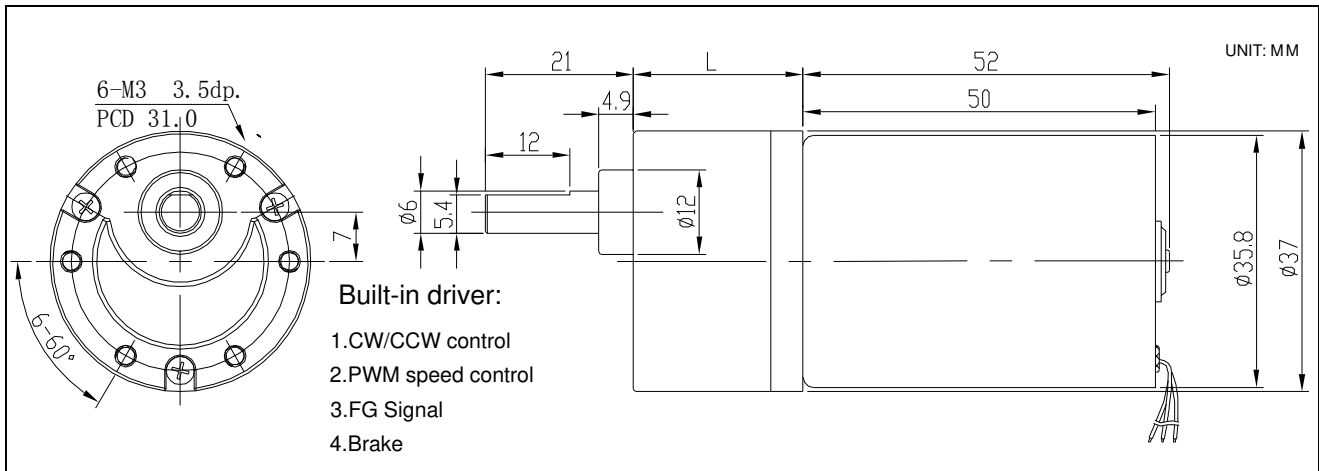 6-M3 3.5dp.
PCD 31.0
21
L
52
UNIT: MM
4.9
50
12
ø6
5.4
ø12
7
ø35.8
ø37
6-60°
Built-in driver:
1.CW/CCW control
2.PWM speed control
3.FG Signal
4.Brake